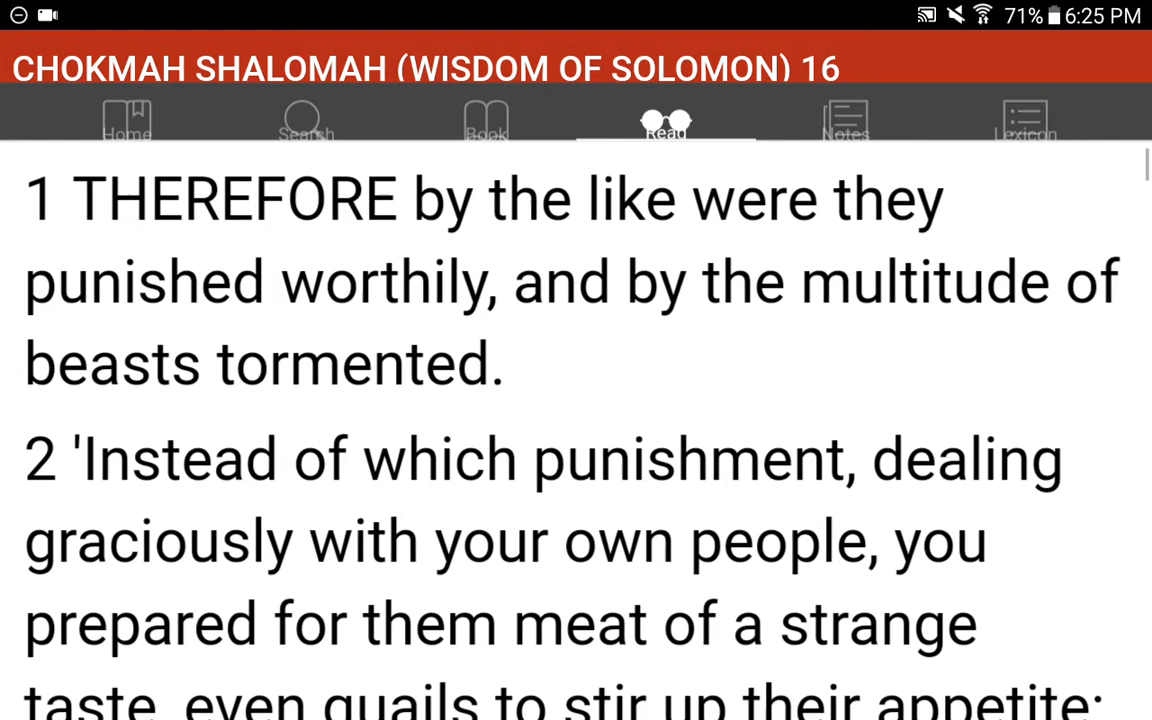 71% 6:25 PM
CHOKMAH SHALOMAH (WISDOM OF SOLOMON) 16
Home Search Book Read Notes Lexicon
1 THEREFORE by the like were they
punished worthily, and by the multitude of
beasts tormented.
2 'Instead of which punishment, dealing
graciously with your own people, you
prepared for them meat of a strange
taste, even quails to stir up their appetite: